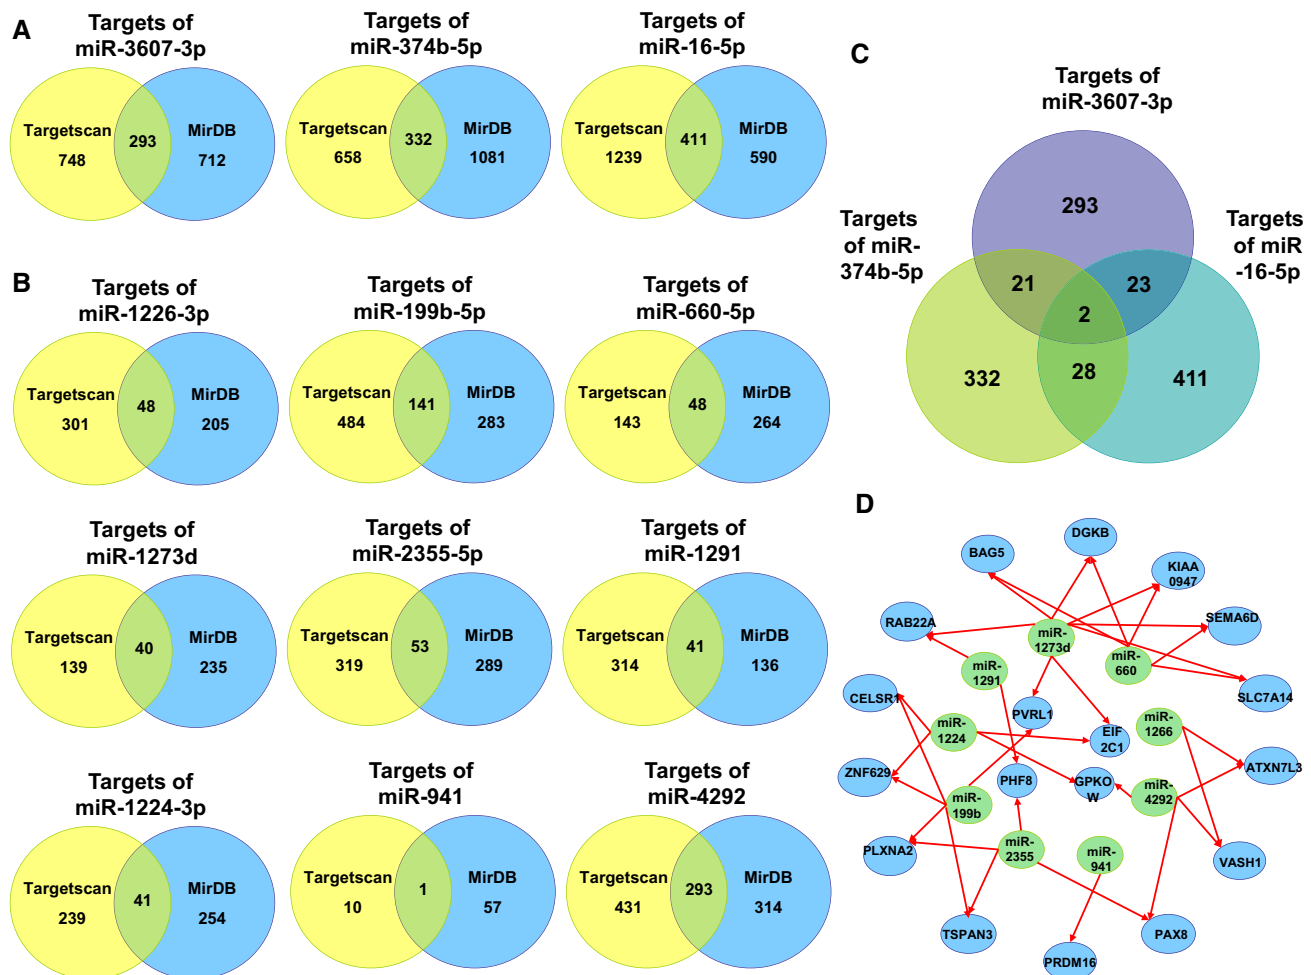 A
Targets of
miR-3607-3p
Targetscan
748
293
MirDB
712
Targets of
miR-374b-5p
Targetscan
658
332
MirDB
1081
Targets of
miR-16-5p
Targetscan
1239
411
MirDB
590
B
Targets of
miR-1226-3p
Targetscan
301
48
MirDB
205
Targets of
miR-199b-5p
Targetscan
484
141
MirDB
283
Targets of
miR-660-5p
Targetscan
143
48
MirDB
264
Targets of
miR-1273d
Targetscan
139
40
MirDB
235
Targets of
miR-2355-5p
Targetscan
319
53
MirDB
289
Targets of
miR-1291
Targetscan
314
41
MirDB
136
Targets of
miR-1224-3p
Targetscan
239
41
MirDB
254
Targets of
miR-941
Targetscan
10
1
MirDB
57
Targets of
miR-4292
Targetscan
431
293
MirDB
314
C
Targets of
miR-3607-3p
293
Targets
of miR-
374b-5p
Targets
of miR
-16-5p
21
23
2
332
28
411
D
DGKB
BAG5
KIAA
0947
RAB22A
SEMA6D
miR-
1273d
miR-
660
miR-
1291
SLC7A14
CELSR1
PVRL1
miR-
1224
EIF
2C1
miR-
1266
ZNF629
PHF8
GPKO
W
ATXN7L3
miR-
199b
miR-
4292
PLXNA2
miR-
2355
miR-
941
VASH1
TSPAN3
PAX8
PRDM16